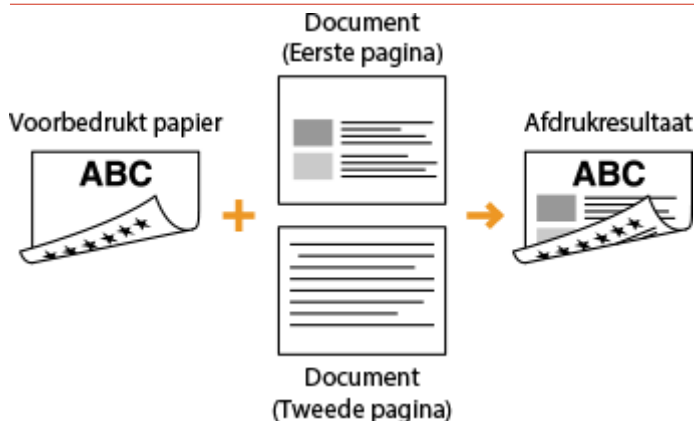 Document
(Eerste pagina)
Voorbedrukt papier
Afdrukresultaat
ABC
ABC
Document
(Tweede pagina)